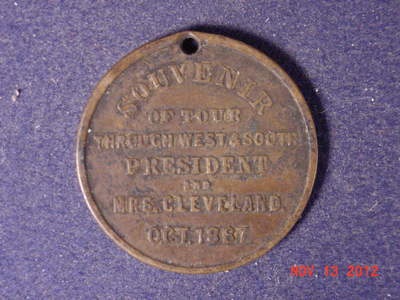 SOUVENIR
OF TOUR
THROUGH WEST & SOUTH
PRESIDENT
AND
MRS. CLEVELAND.
OCT. 1887
NOV. 13 2012